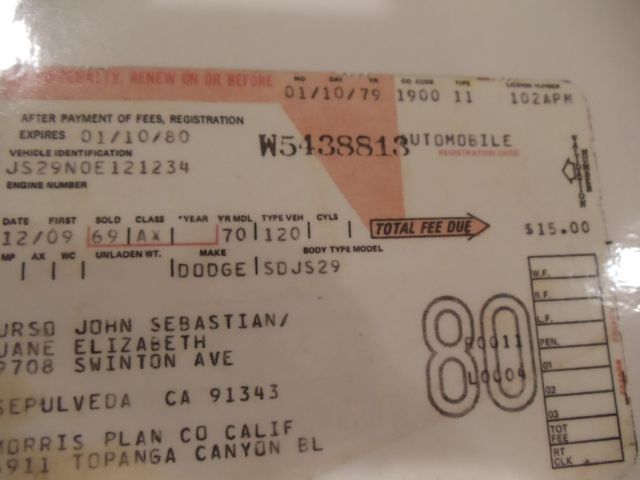 PENALTY, RENEW ON OR BEFORE
MO DAY YR CO CODE TYPE LICENSE NUMBER
01/10/79 1900 11 102APM
AFTER PAYMENT OF FEES, REGISTRATION
EXPIRES 01/10/80
W5438813 UTOMOBILE
REGISTRATION CARD
VEHICLE IDENTIFICATION
JS29N0E121234
ENGINE NUMBER
DATE FIRST SOLD CLASS *YEAR YR MDL TYPE VEH CYLS
12/09 69 AX 70 120
TOTAL FEE DUE $15.00
MP AX WC UNLADEN WT. MAKE BODY TYPE MODEL
DODGE SDJS29
URSO JOHN SEBASTIAN/
JANE ELIZABETH
9708 SWINTON AVE
SEPULVEDA CA 91343
MORRIS PLAN CO CALIF
6911 TOPANGA CANYON BL
80
R0011
L0004
W.F.
R.F.
L.F.
PEN.
01
02
03
TOT FEE
RT CLK